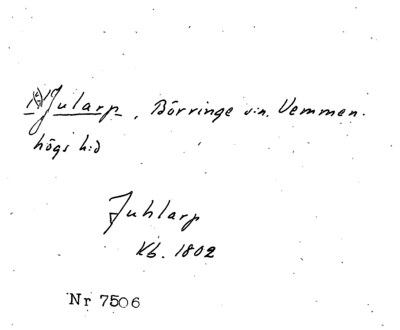 Jularp, Börringe s:n, Vemmen-
högs h:d
Juhlarp
Kb. 1802
Nr 7506